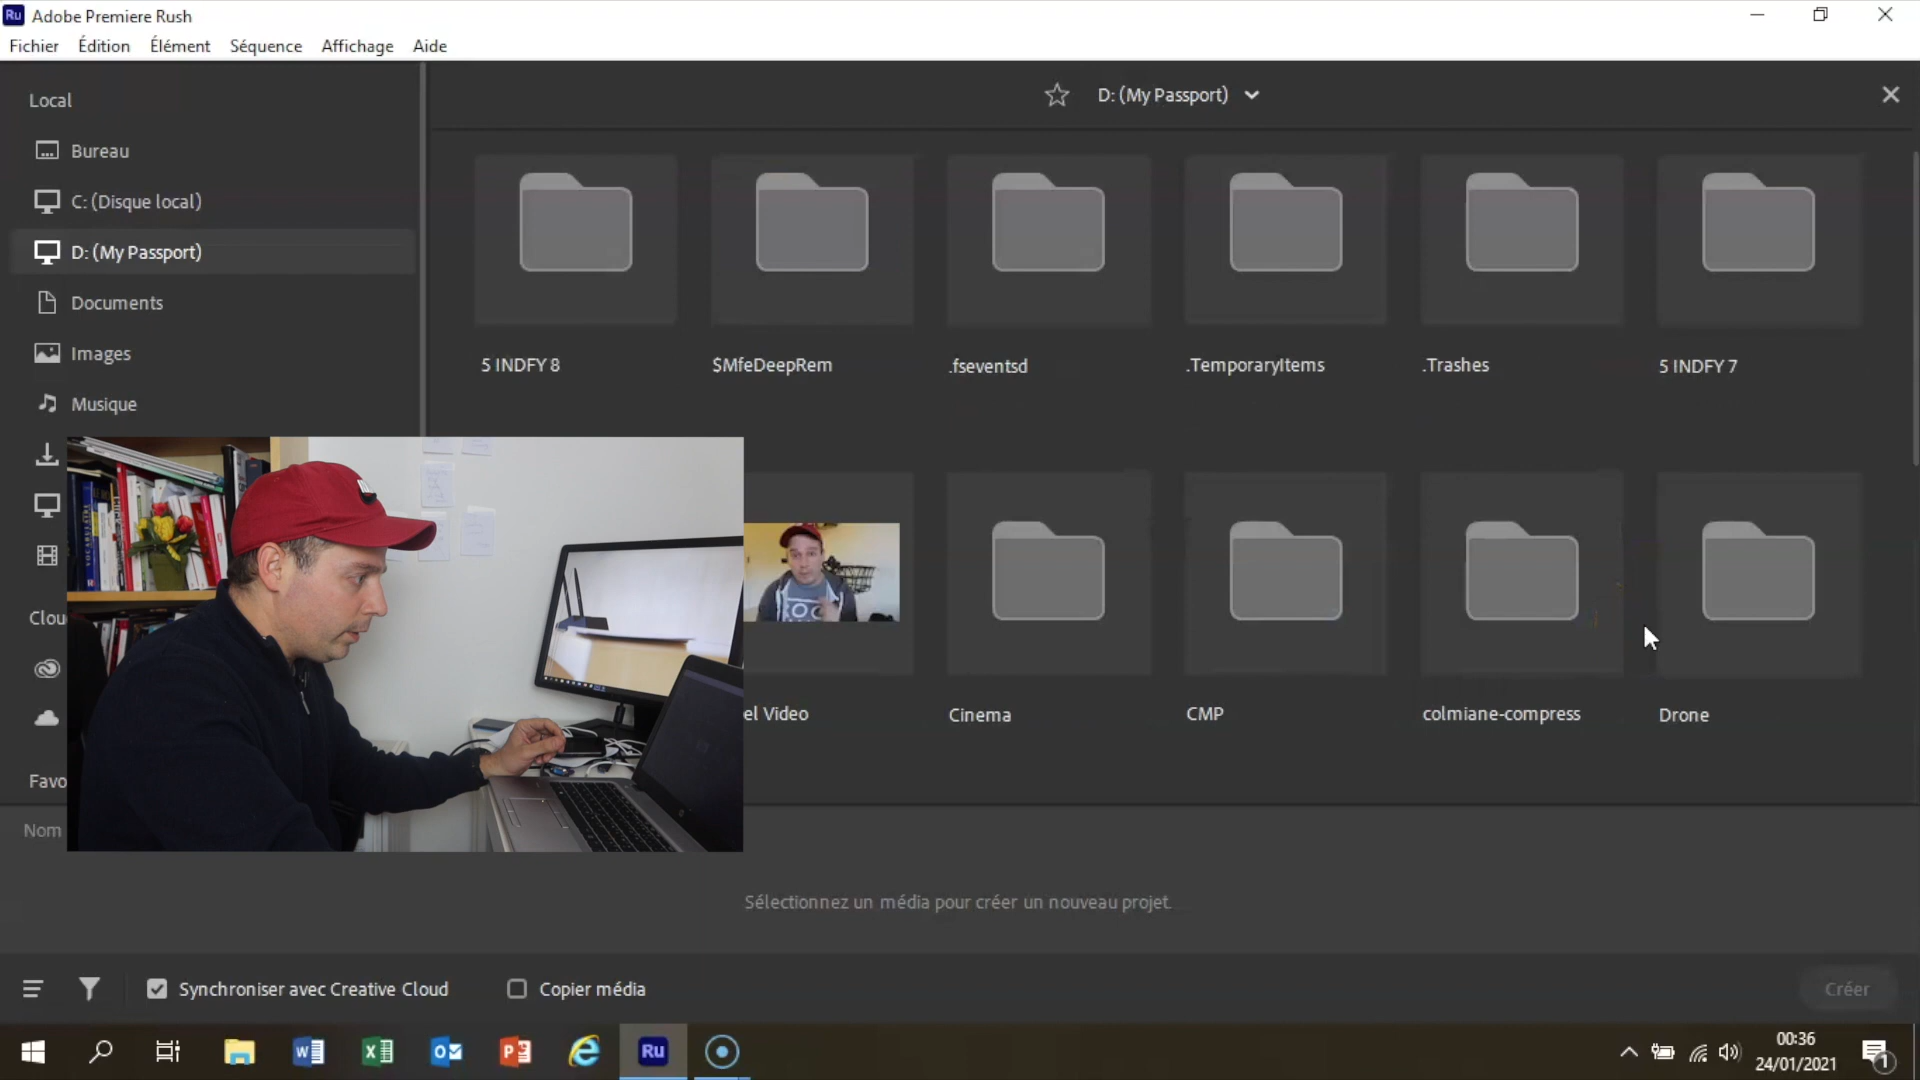 Ru Adobe Premiere Rush
Fichier Édition Élément Séquence Affichage Aide
Local
Bureau
C: (Disque local)
D: (My Passport)
Documents
Images
Musique
Clou
Favo
Nom
D: (My Passport)
5 INDFY 8
$MfeDeepRem
.fseventsd
.TemporaryItems
.Trashes
5 INDFY 7
el Video
Cinema
CMP
colmiane-compress
Drone
Sélectionnez un média pour créer un nouveau projet.
Synchroniser avec Creative Cloud
Copier média
Créer
Ru
00:36
24/01/2021
1